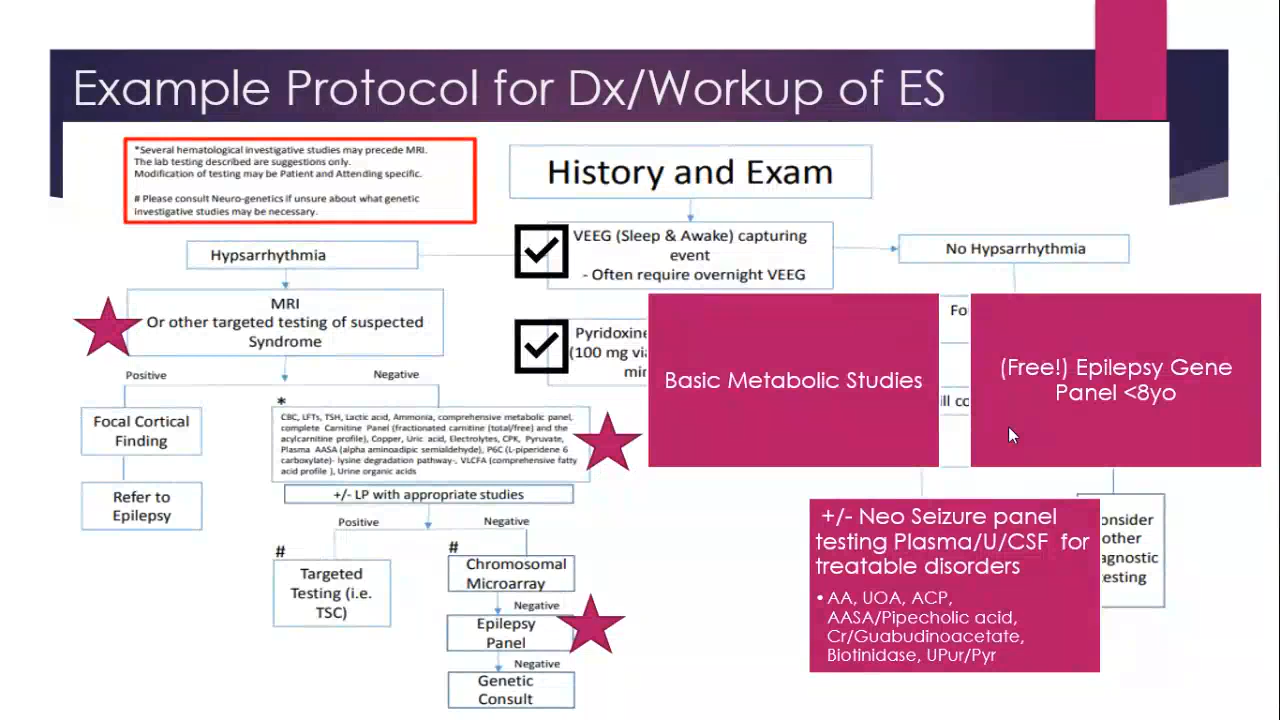 Example Protocol for Dx/Workup of ES
*Several hematological investigative studies may precede MRI.
The lab testing described are suggestions only.
Modification of testing may be Patient and Attending specific.
# Please consult Neuro-genetics if unsure about what genetic
investigative studies may be necessary.
History and Exam
VEEG (Sleep & Awake) capturing
event
- Often require overnight VEEG
Hypsarrhythmia
No Hypsarrhythmia
MRI
Or other targeted testing of suspected
Syndrome
Pyridoxine
(100 mg
Basic Metabolic Studies
(Free!) Epilepsy Gene
Panel <8yo
Positive
Negative
Focal Cortical
Finding
Refer to
Epilepsy
*
CBC, LFTs, TSH, Lactic acid, Ammonia, comprehensive metabolic panel,
complete Carnitine Panel (fractionated carnitine (total/free) and the
acylcarnitine profile), Copper, Uric acid, Electrolytes, CPK, Pyruvate,
Plasma AASA (alpha aminoadipic semialdehyde), P6C (L-piperidene 6
carboxylate)- lysine degradation pathway-, VLCFA (comprehensive fatty
acid profile ), Urine organic acids
+/- LP with appropriate studies
Positive
Negative
#
Targeted
Testing (i.e.
TSC)
#
Chromosomal
Microarray
Negative
Epilepsy
Panel
Negative
Genetic
Consult
+/- Neo Seizure panel
testing Plasma/U/CSF for
treatable disorders
• AA, UOA, ACP,
AASA/Pipecholic acid,
Cr/Guabudinoacetate,
Biotinidase, UPur/Pyr
other